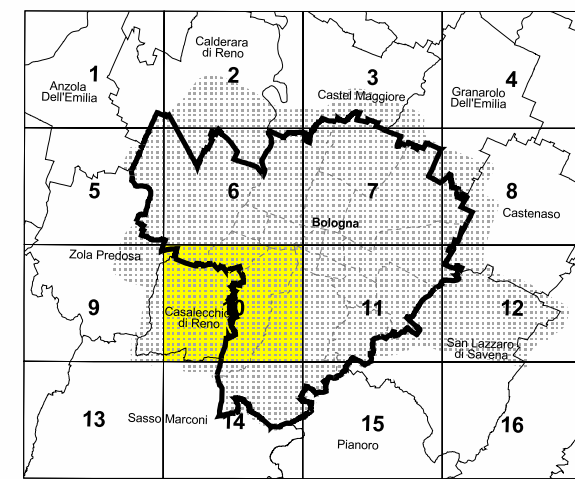 Calderara
di Reno
1
2
3
4
Anzola
Dell'Emilia
Castel Maggiore
Granarolo
Dell'Emilia
5
6
7
8
Castenaso
Bologna
Zola Predosa
9
10
11
12
Casalecchio
di Reno
San Lazzaro
di Savena
13
Sasso Marconi
14
15
16
Pianoro